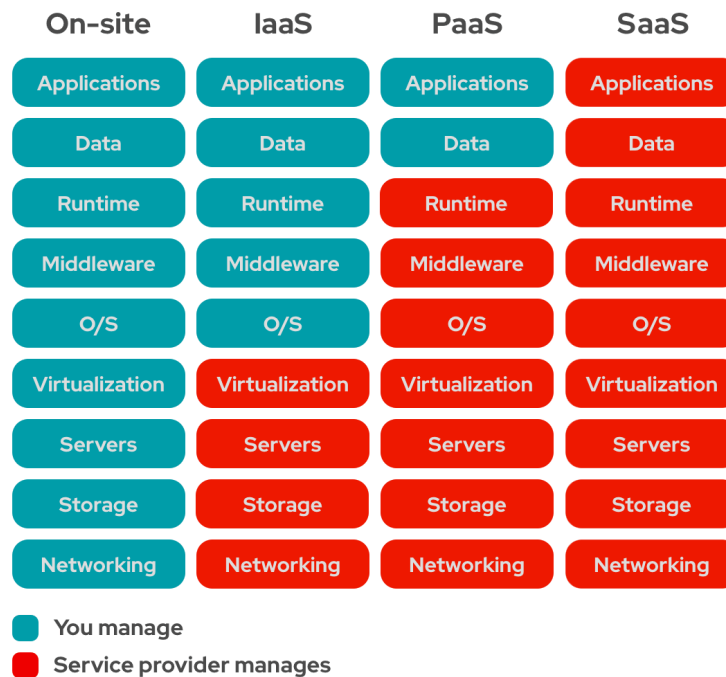 On-site IaaS PaaS SaaS
Applications Applications Applications Applications
Data Data Data Data
Runtime Runtime Runtime Runtime
Middleware Middleware Middleware Middleware
O/S O/S O/S O/S
Virtualization Virtualization Virtualization Virtualization
Servers Servers Servers Servers
Storage Storage Storage Storage
Networking Networking Networking Networking
You manage
Service provider manages